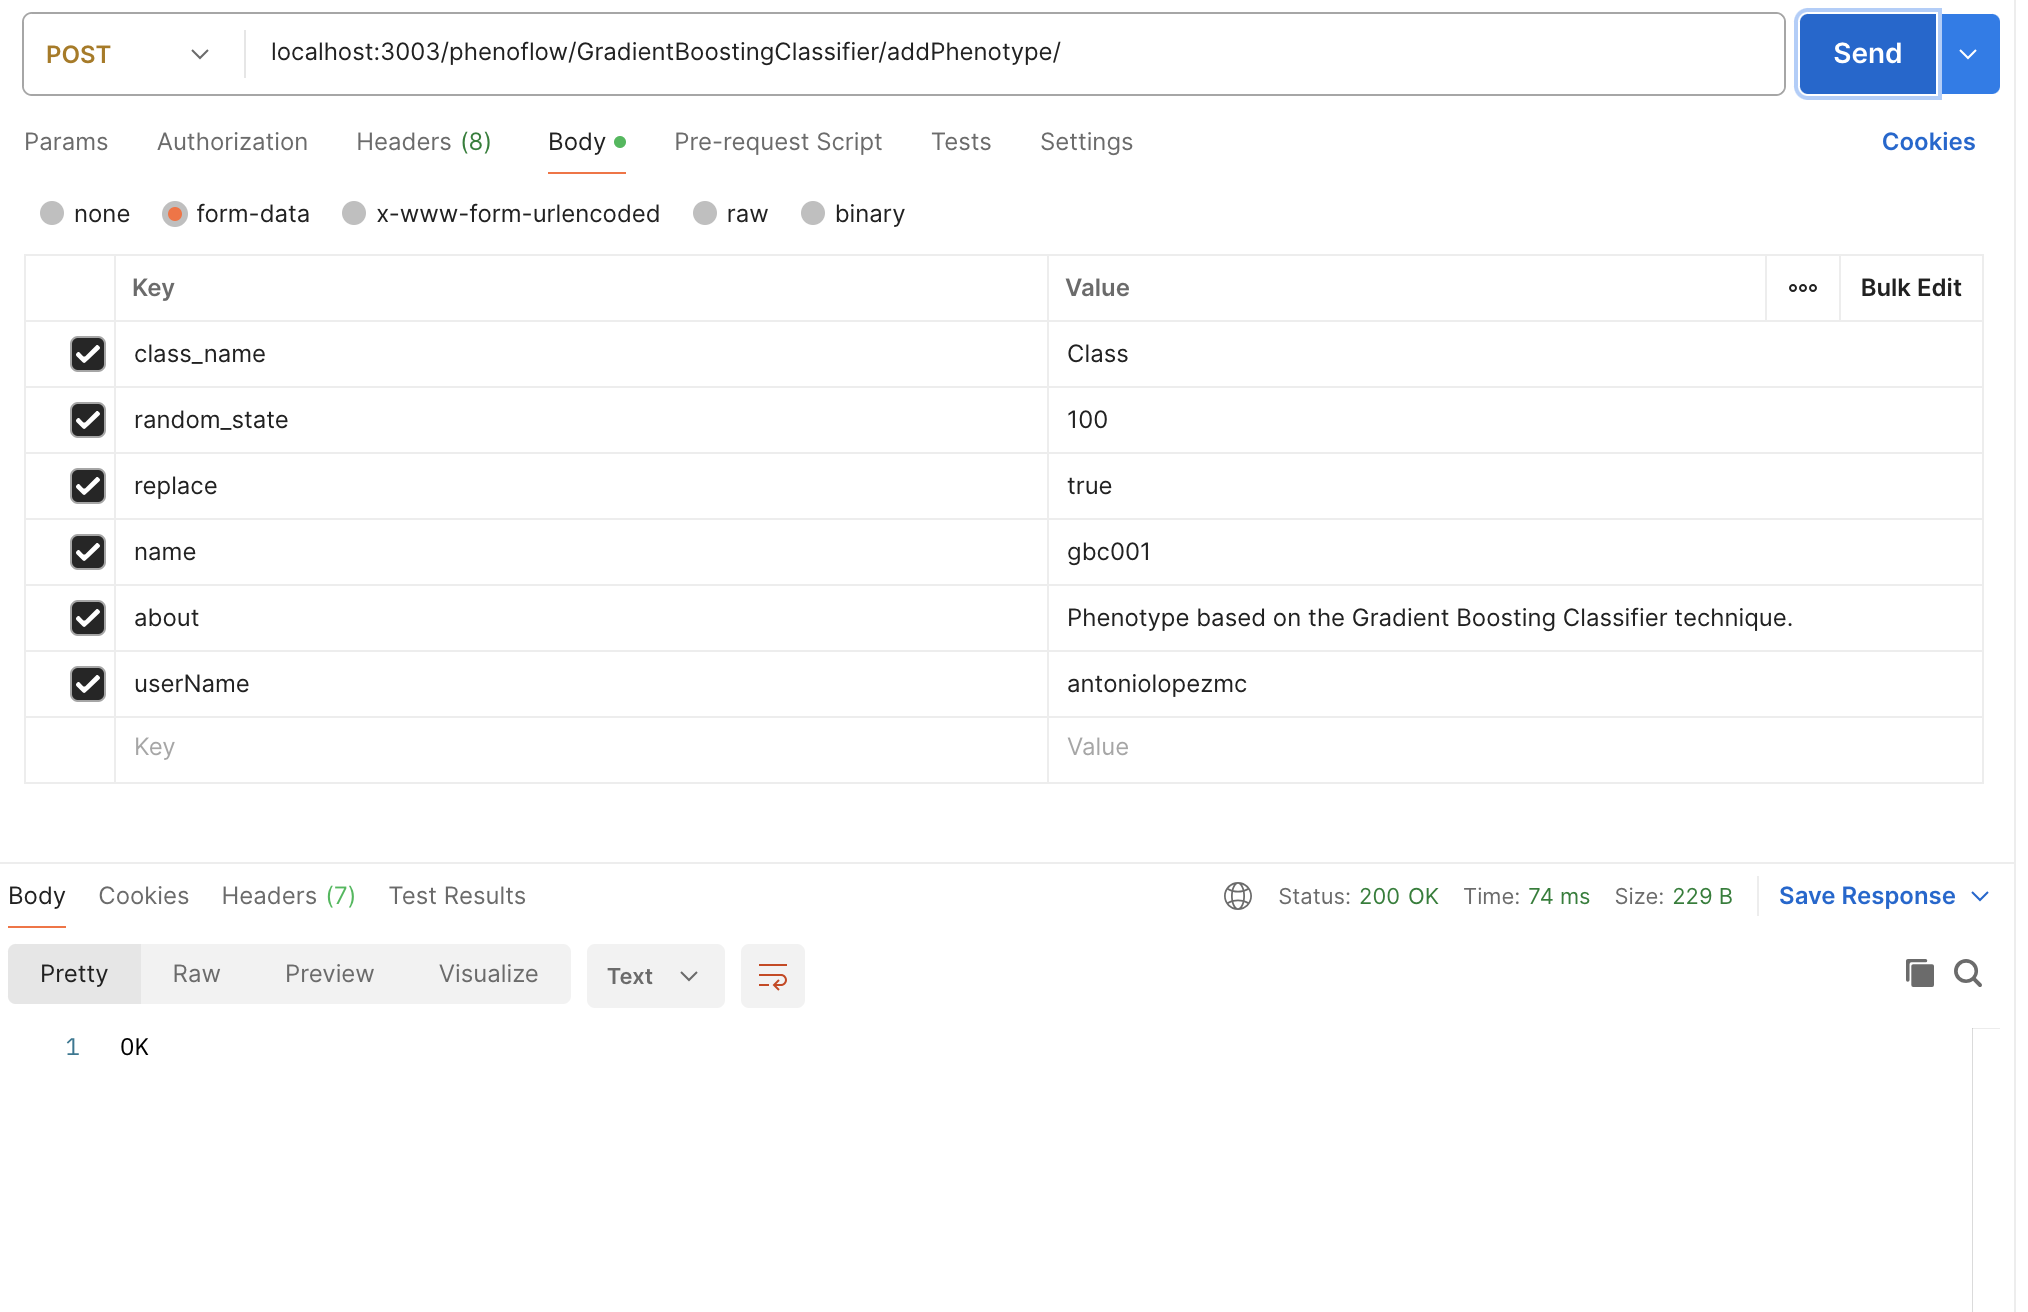 POST localhost:3003/phenoflow/GradientBoostingClassifier/addPhenotype/ Send
Params Authorization Headers (8) Body Pre-request Script Tests Settings Cookies
none form-data x-www-form-urlencoded raw binary
Key Value ooo Bulk Edit
class_name Class
random_state 100
replace true
name gbc001
about Phenotype based on the Gradient Boosting Classifier technique.
userName antoniolopezmc
Key Value
Body Cookies Headers (7) Test Results Status: 200 OK Time: 74 ms Size: 229 B Save Response
Pretty Raw Preview Visualize Text
1 OK